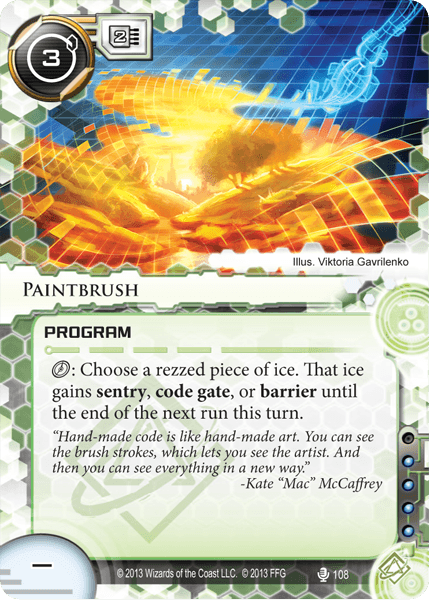 3
2
Illus. Viktoria Gavrilenko
Paintbrush
PROGRAM
: Choose a rezzed piece of ice. That ice
gains sentry, code gate, or barrier until
the end of the next run this turn.
“Hand-made code is like hand-made art. You can see
the brush strokes, which lets you see the artist. And
then you can see everything in a new way.”
-Kate “Mac” McCaffrey
–
© 2013 Wizards of the Coast LLC. © 2013 FFG
108